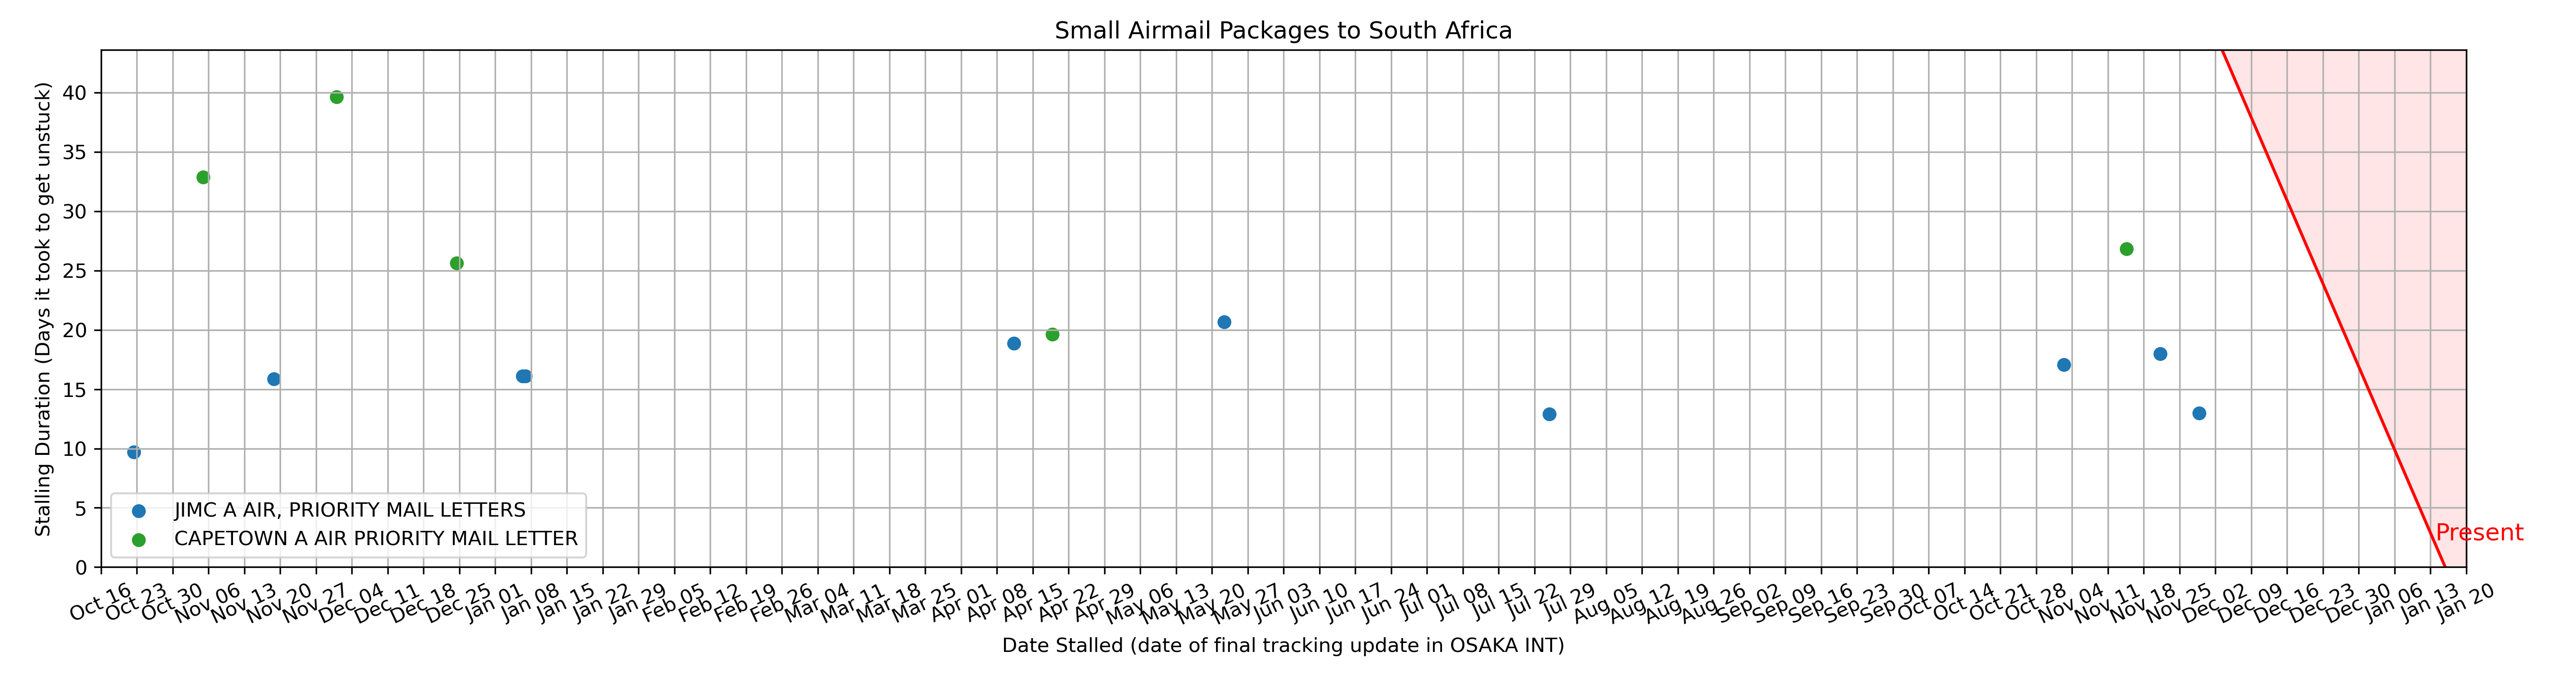 Small Airmail Packages to South Africa
Stalling Duration (Days it took to get unstuck)
40
35
30
25
20
15
10
5
0
JIMC A AIR, PRIORITY MAIL LETTERS
CAPETOWN A AIR PRIORITY MAIL LETTER
Present
Oct 16
Oct 23
Oct 30
Nov 06
Nov 13
Nov 20
Nov 27
Dec 04
Dec 11
Dec 18
Dec 25
Jan 01
Jan 08
Jan 15
Jan 22
Jan 29
Feb 05
Feb 12
Feb 19
Feb 26
Mar 04
Mar 11
Mar 18
Mar 25
Apr 01
Apr 08
Apr 15
Apr 22
Apr 29
May 06
May 13
May 20
May 27
Jun 03
Jun 10
Jun 17
Jun 24
Jul 01
Jul 08
Jul 15
Jul 22
Jul 29
Aug 05
Aug 12
Aug 19
Aug 26
Sep 02
Sep 09
Sep 16
Sep 23
Sep 30
Oct 07
Oct 14
Oct 21
Oct 28
Nov 04
Nov 11
Nov 18
Nov 25
Dec 02
Dec 09
Dec 16
Dec 23
Dec 30
Jan 06
Jan 13
Jan 20
Date Stalled (date of final tracking update in OSAKA INT)